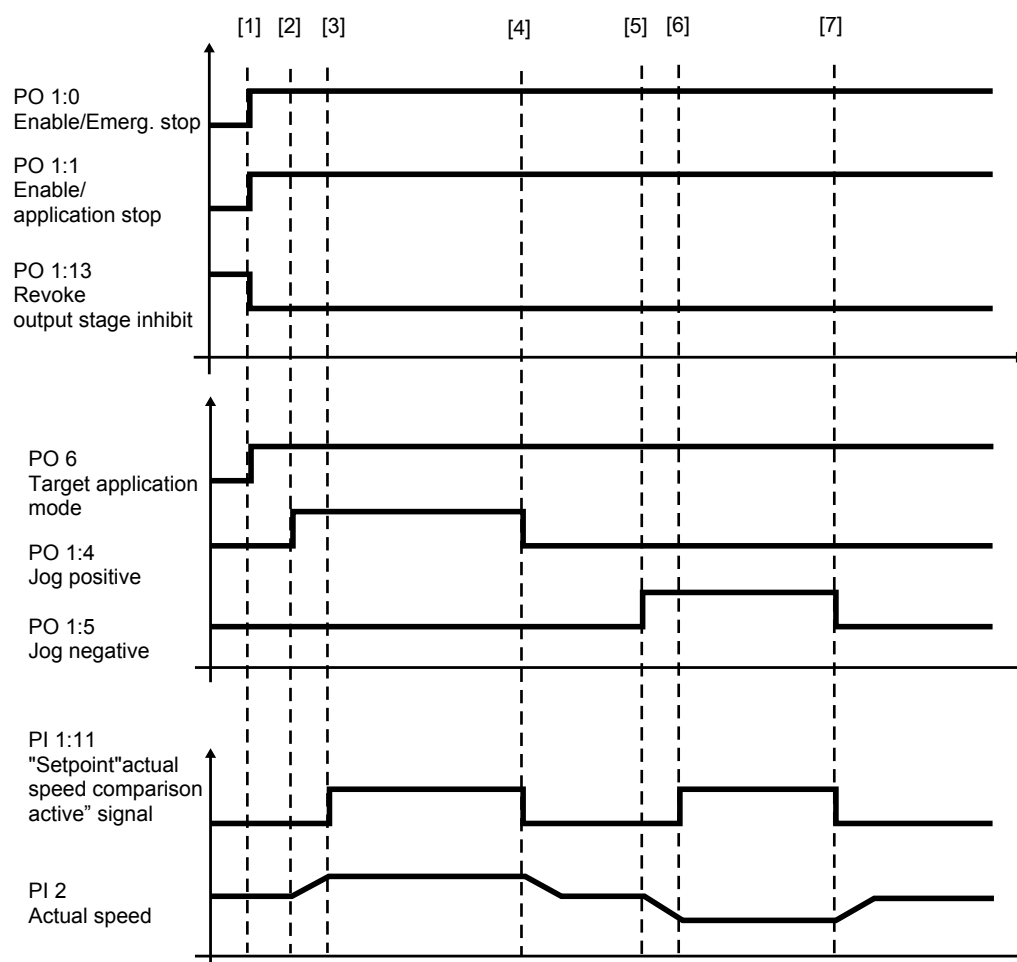 [1] [2] [3] [4] [5] [6] [7]
PO 1:0
Enable/Emerg. stop
PO 1:1
Enable/
application stop
PO 1:13
Revoke
output stage inhibit
PO 6
Target application
mode
PO 1:4
Jog positive
PO 1:5
Jog negative
PI 1:11
"Setpoint"actual
speed comparison
active” signal
PI 2
Actual speed